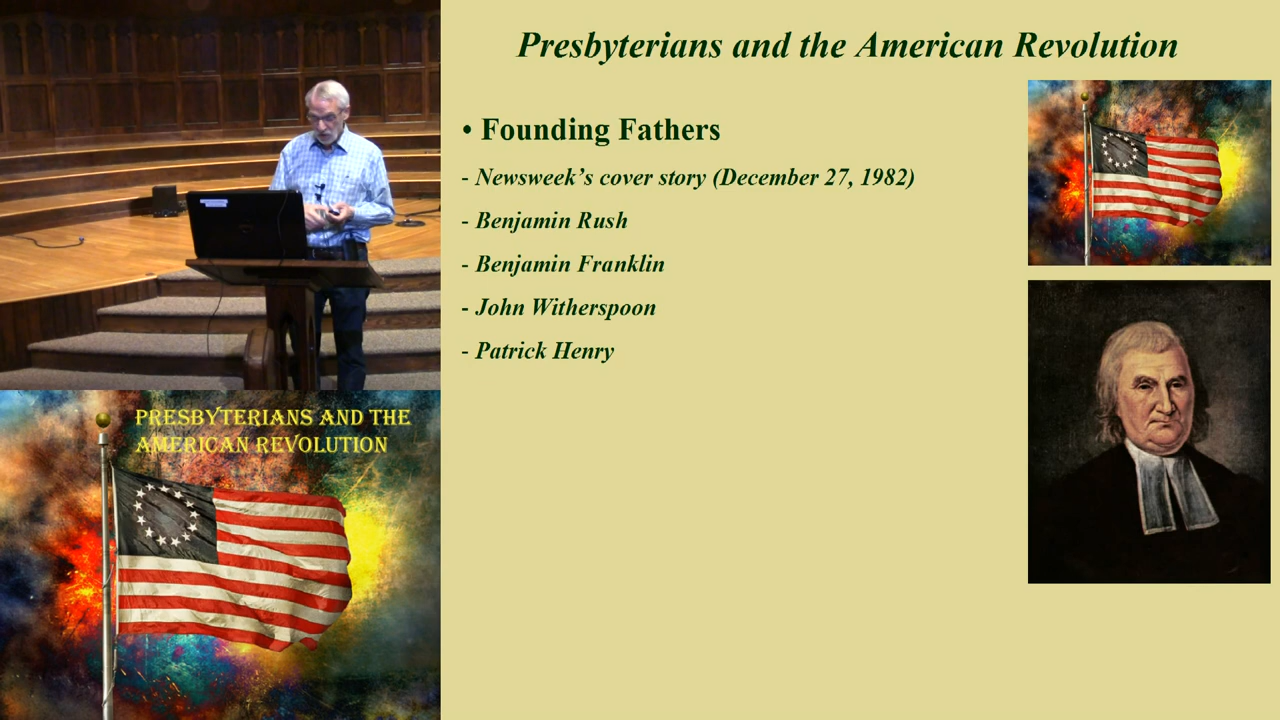 Presbyterians and the American Revolution
• Founding Fathers
- Newsweek’s cover story (December 27, 1982)
- Benjamin Rush
- Benjamin Franklin
- John Witherspoon
- Patrick Henry
PRESBYTERIANS AND THE
AMERICAN REVOLUTION